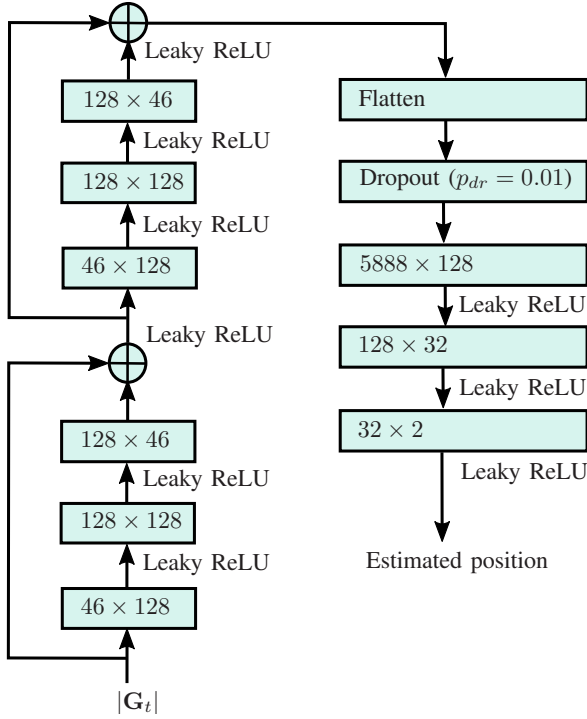 Leaky ReLU
128 × 46
Leaky ReLU
128 × 128
Leaky ReLU
46 × 128
Leaky ReLU
128 × 46
Leaky ReLU
128 × 128
Leaky ReLU
46 × 128
|G_t|
Flatten
Dropout (p_{dr} = 0.01)
5888 × 128
Leaky ReLU
128 × 32
Leaky ReLU
32 × 2
Leaky ReLU
Estimated position